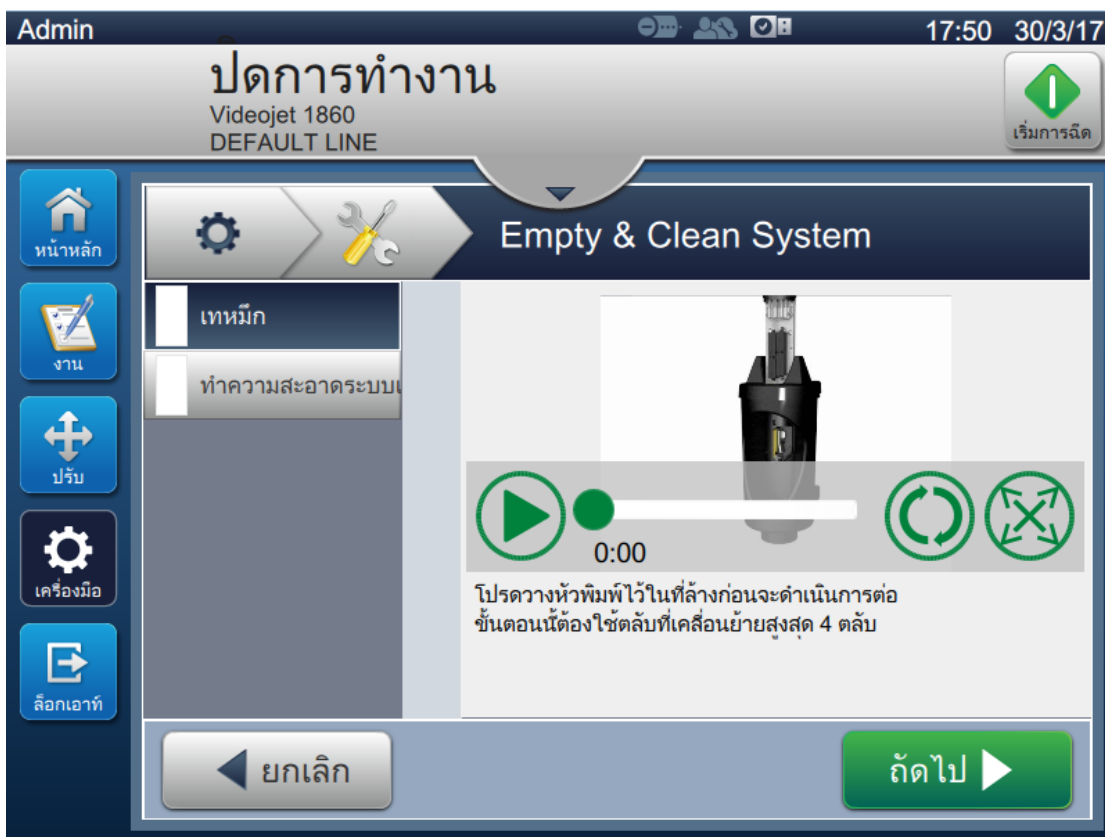 Admin
17:50 30/3/17
ปิดการทำงาน
Videojet 1860
DEFAULT LINE
เริ่มการฉีด
หน้าหลัก
งาน
ปรับ
เครื่องมือ
ล็อกเอาท์
Empty & Clean System
เทหมึก
ทำความสะอาดระบบเ
0:00
โปรดวางหัวพิมพ์ไว้ในที่ล้างก่อนจะดำเนินการต่อ
ขั้นตอนนี้ต้องใช้ตลับที่เคลื่อนย้ายสูงสุด 4 ตลับ
ยกเลิก
ถัดไป